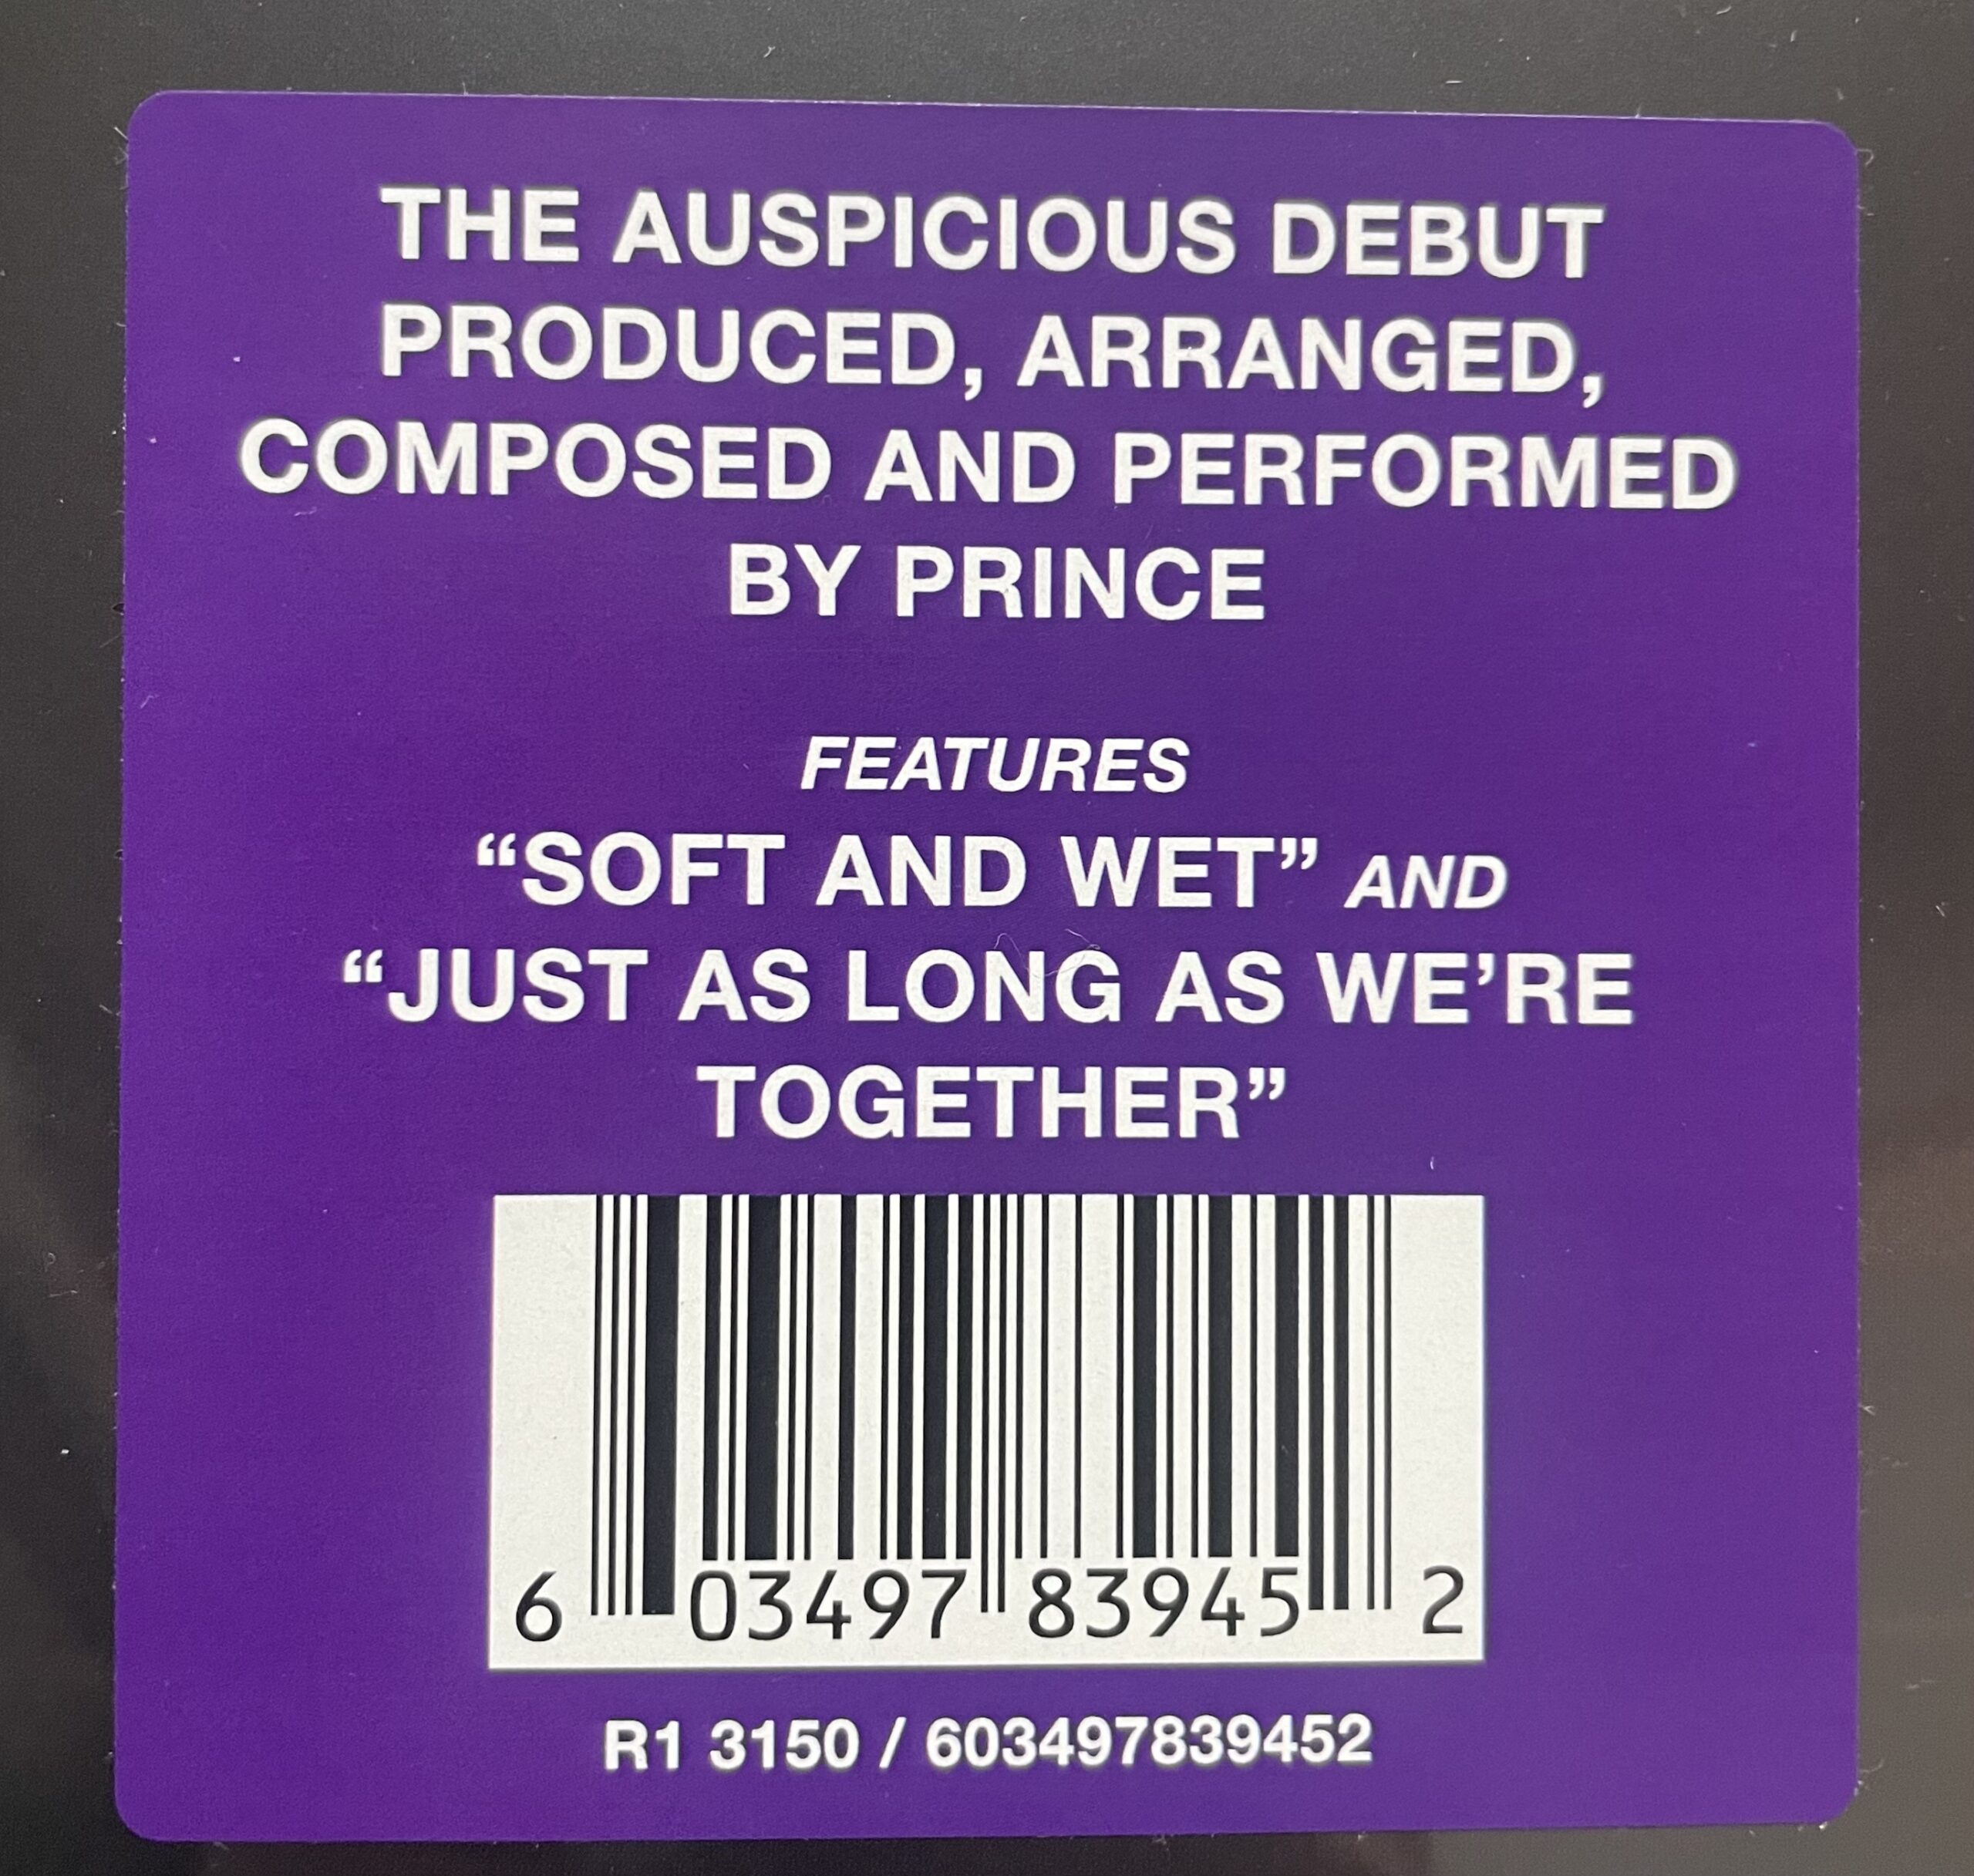 THE AUSPICIOUS DEBUT
PRODUCED, ARRANGED,
COMPOSED AND PERFORMED
BY PRINCE
FEATURES
“SOFT AND WET” AND
“JUST AS LONG AS WE’RE
TOGETHER”
6 03497 83945 2
R1 3150 / 603497839452